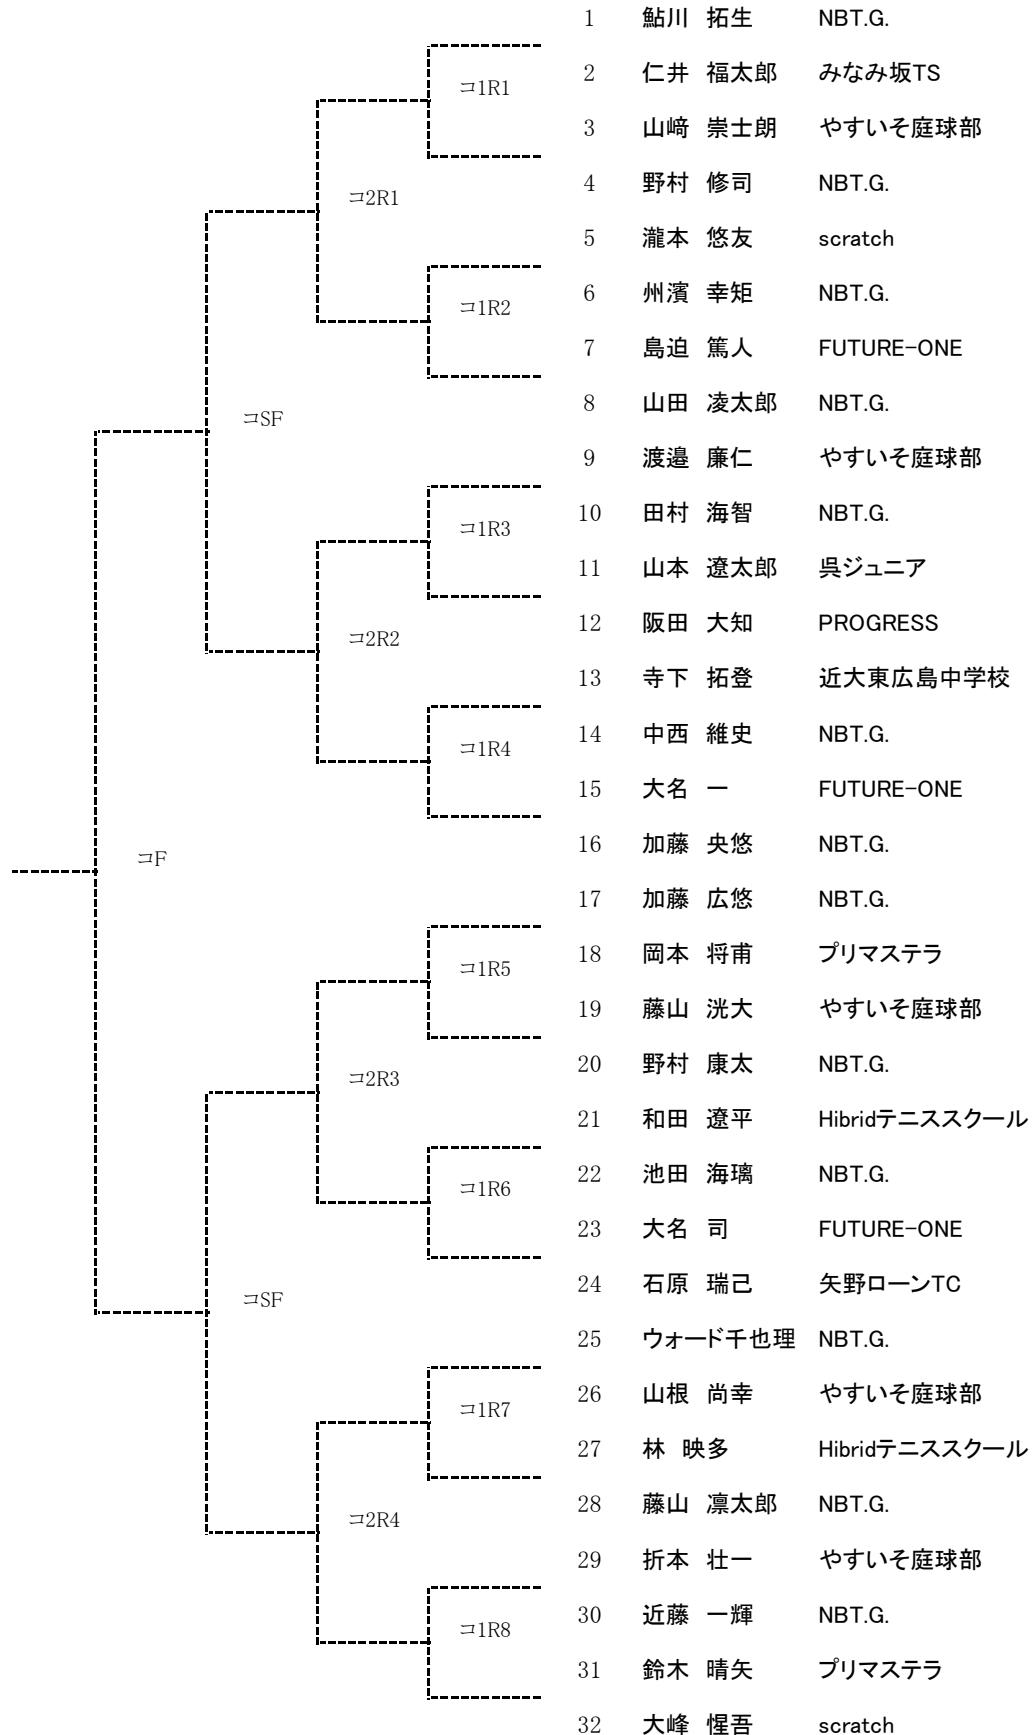 1 鮎川 拓生 NBT.G.
2 仁井 福太郎 みなみ坂TS
コ1R1
3 山﨑 崇士朗 やすいそ庭球部
4 野村 修司 NBT.G.
コ2R1
5 瀧本 悠友 scratch
6 州濱 幸矩 NBT.G.
コ1R2
7 島迫 篤人 FUTURE-ONE
8 山田 凌太郎 NBT.G.
コSF
9 渡邉 廉仁 やすいそ庭球部
10 田村 海智 NBT.G.
コ1R3
11 山本 遼太郎 呉ジュニア
12 阪田 大知 PROGRESS
コ2R2
13 寺下 拓登 近大東広島中学校
14 中西 維史 NBT.G.
コ1R4
15 大名 一 FUTURE-ONE
16 加藤 央悠 NBT.G.
コF
17 加藤 広悠 NBT.G.
18 岡本 将甫 プリマステラ
コ1R5
19 藤山 洸大 やすいそ庭球部
20 野村 康太 NBT.G.
コ2R3
21 和田 遼平 Hibridテニススクール
22 池田 海璃 NBT.G.
コ1R6
23 大名 司 FUTURE-ONE
24 石原 瑞己 矢野ローンTC
コSF
25 ウォード千也理 NBT.G.
26 山根 尚幸 やすいそ庭球部
コ1R7
27 林 映多 Hibridテニススクール
28 藤山 凛太郎 NBT.G.
コ2R4
29 折本 壮一 やすいそ庭球部
30 近藤 一輝 NBT.G.
コ1R8
31 鈴木 晴矢 プリマステラ
32 大峰 惺吾 scratch